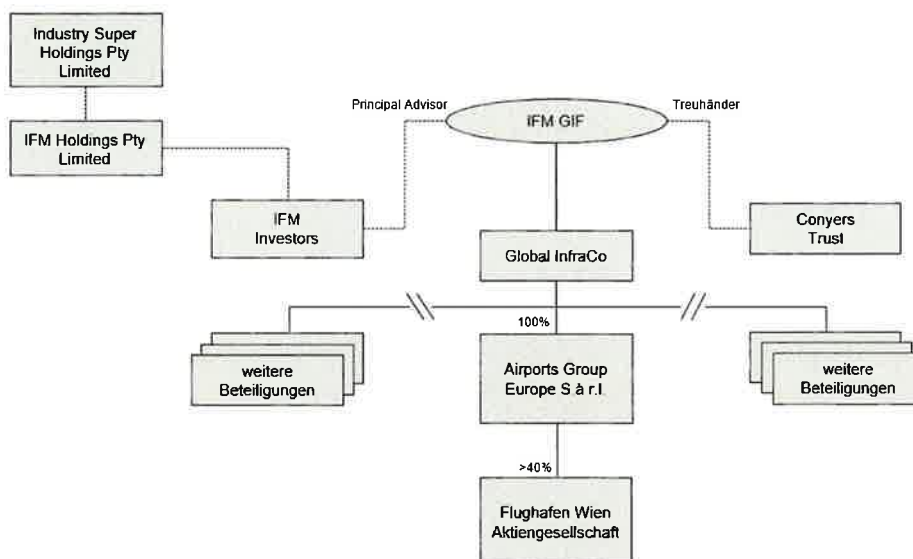 Industry Super
Holdings Pty
Limited
Principal Advisor
IFM GIF
Treuhänder
IFM Holdings Pty
Limited
IFM
Investors
Conyers
Trust
Global InfraCo
100%
weitere
Beteiligungen
Airports Group
Europe S à r.l.
weitere
Beteiligungen
>40%
Flughafen Wien
Aktiengesellschaft